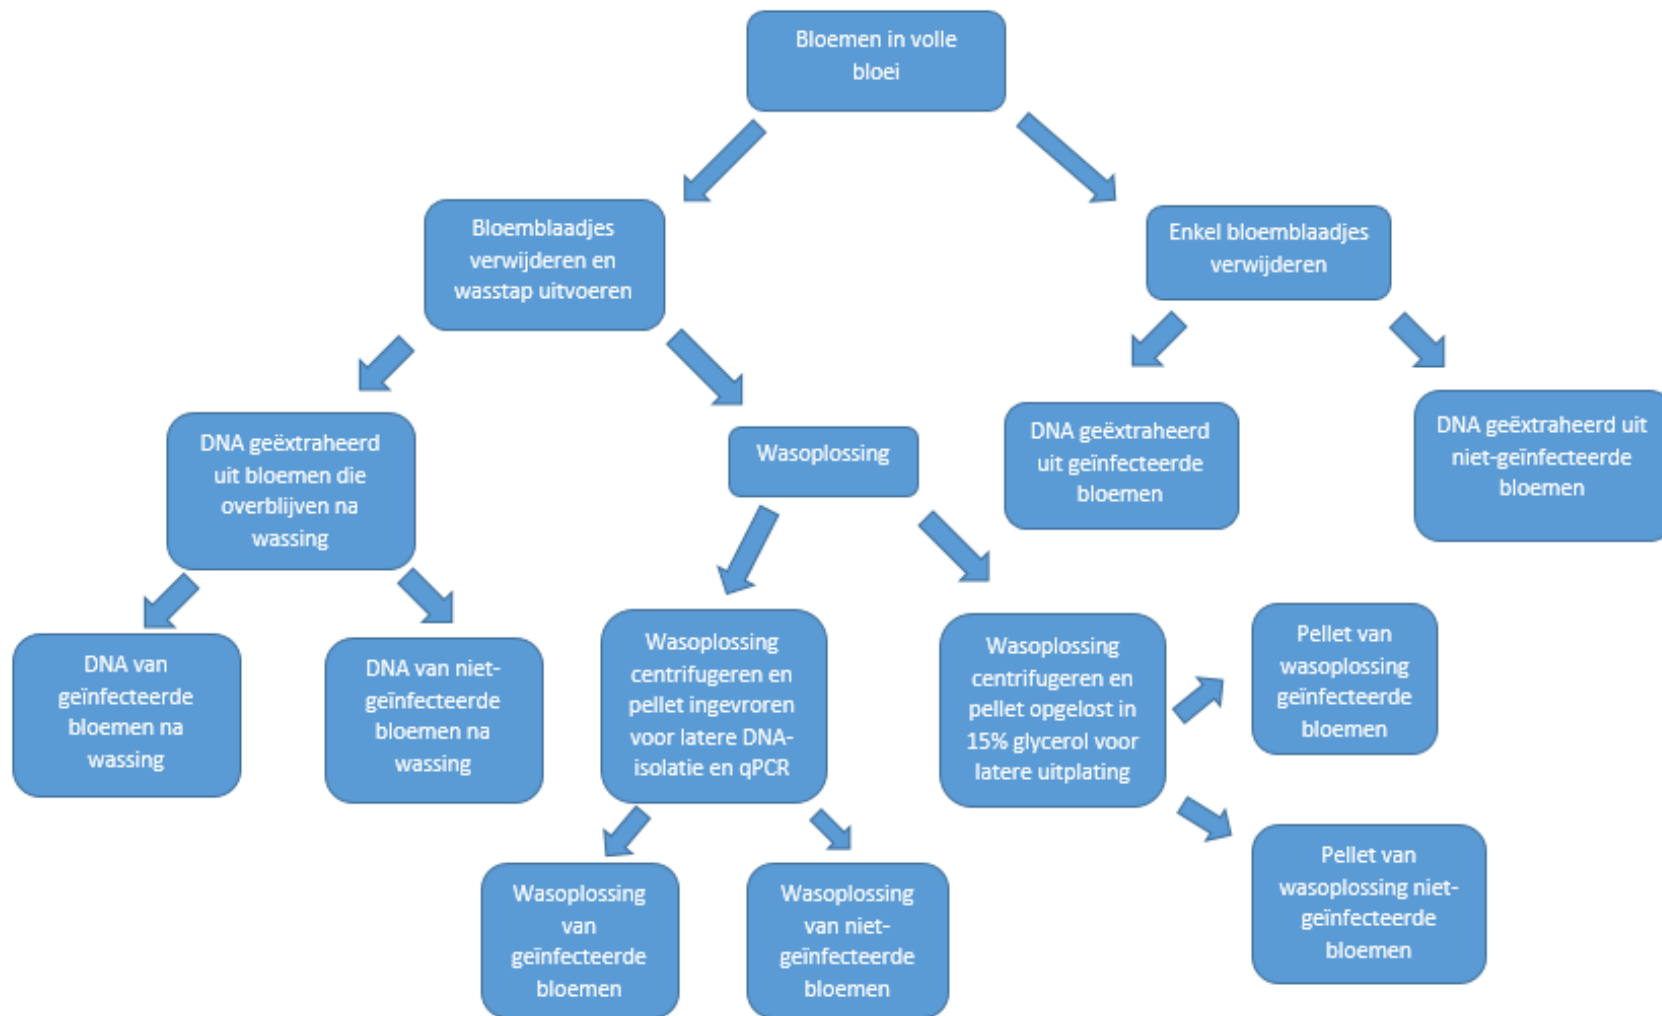 Bloemen in volle
bloei
Bloemblaadjes
verwijderen en
wasstap uitvoeren
Enkel bloemblaadjes
verwijderen
DNA geëxtraheerd
uit bloemen die
overblijven na
wassing
Wasoplossing
DNA geëxtraheerd
uit geïnfecteerde
bloemen
DNA geëxtraheerd uit
niet-geïnfecteerde
bloemen
DNA van
geïnfecteerde
bloemen na
wassing
DNA van niet-
geïnfecteerde
bloemen na
wassing
Wasoplossing
centrifugeren en
pellet ingevroren
voor latere DNA-
isolatie en qPCR
Wasoplossing
centrifugeren en
pellet opgelost in
15% glycerol voor
latere uitplating
Pellet van
wasoplossing
geïnfecteerde
bloemen
Wasoplossing
van
geïnfecteerde
bloemen
Wasoplossing
van niet-
geïnfecteerde
bloemen
Pellet van
wasoplossing niet-
geïnfecteerde
bloemen